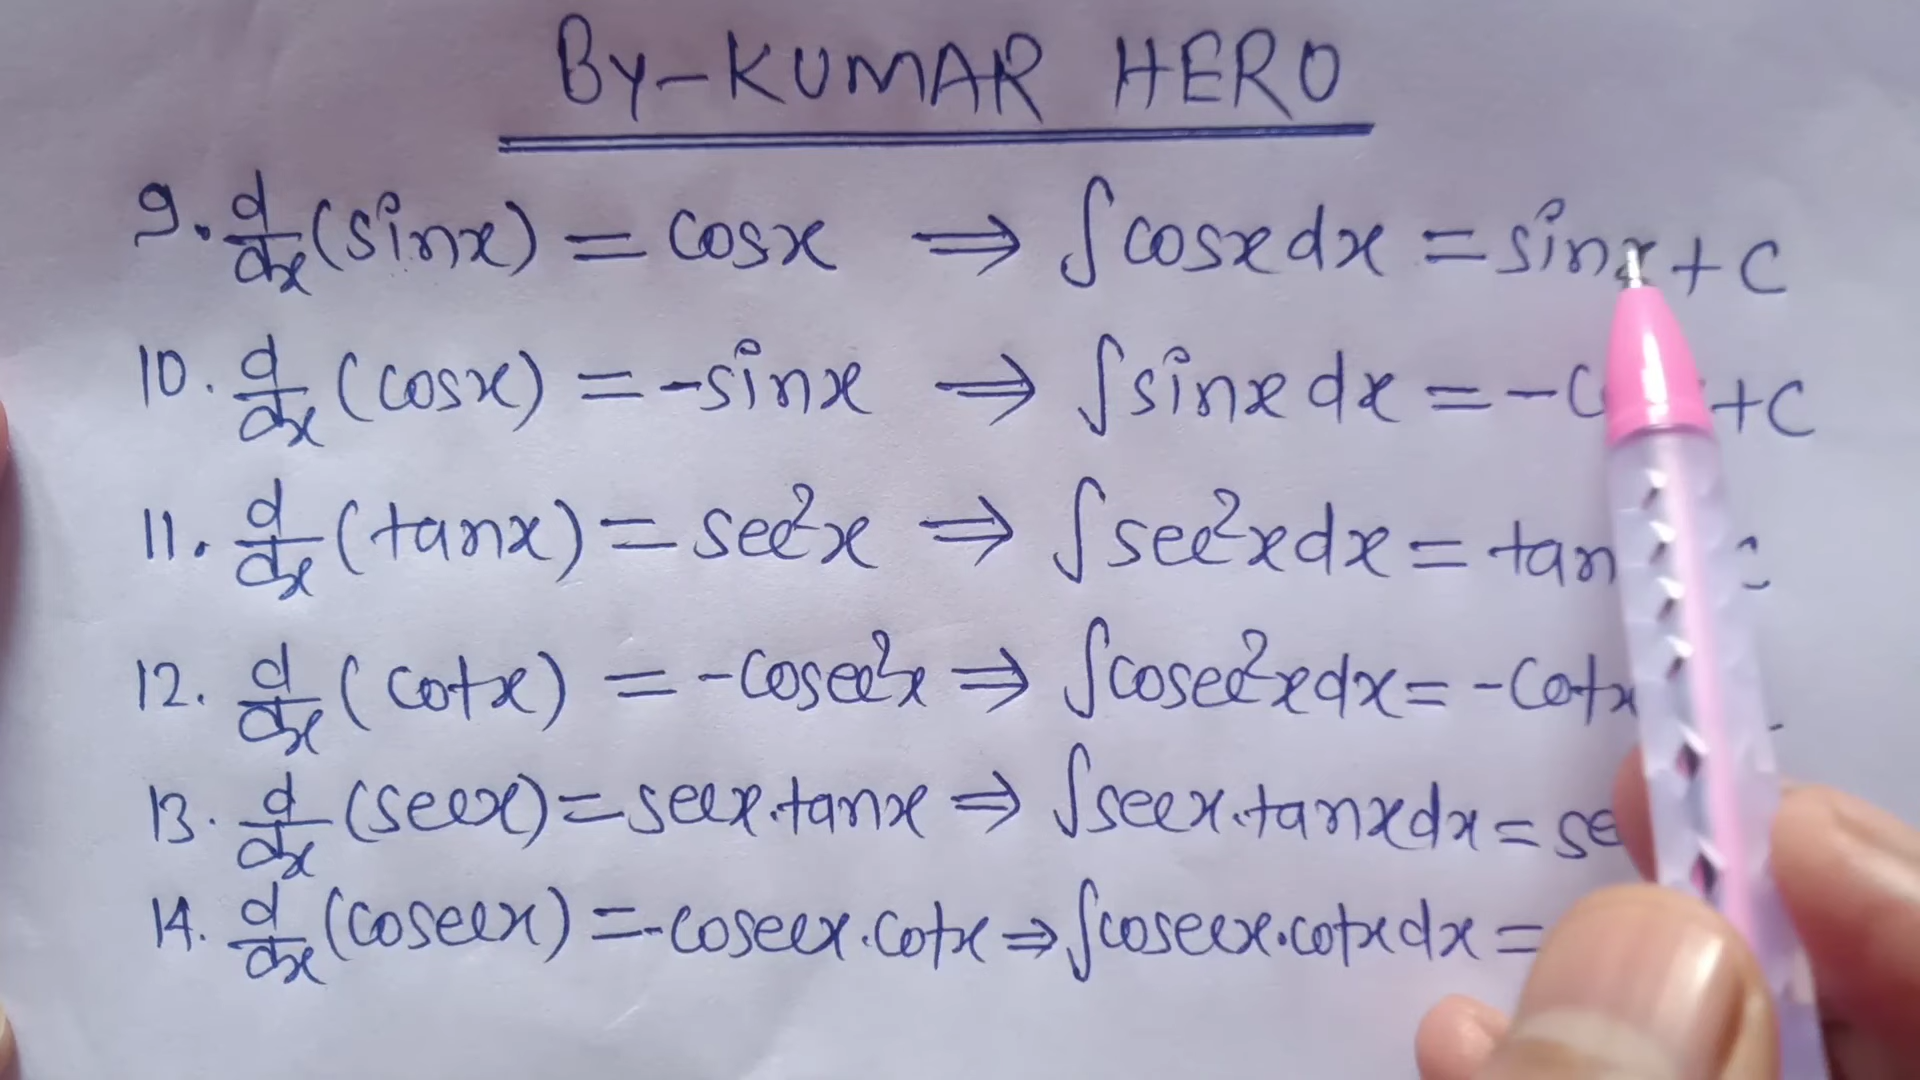 By-KUMAR HERO
9. d/dx (sinx) = cosx ⇒ ∫cosx dx = sinx + c
10. d/dx (cosx) = -sinx ⇒ ∫sinx dx = - +c
11. d/dx (tanx) = sec²x ⇒ ∫sec²x dx = tan
12. d/dx (cotx) = -cosec²x ⇒ ∫cosec²x dx = -cotx
13. d/dx (secx) = secx.tanx ⇒ ∫secx.tanx dx =
14. d/dx (cosecx) = -cosecx.cotx ⇒ ∫cosecx.cotx dx =